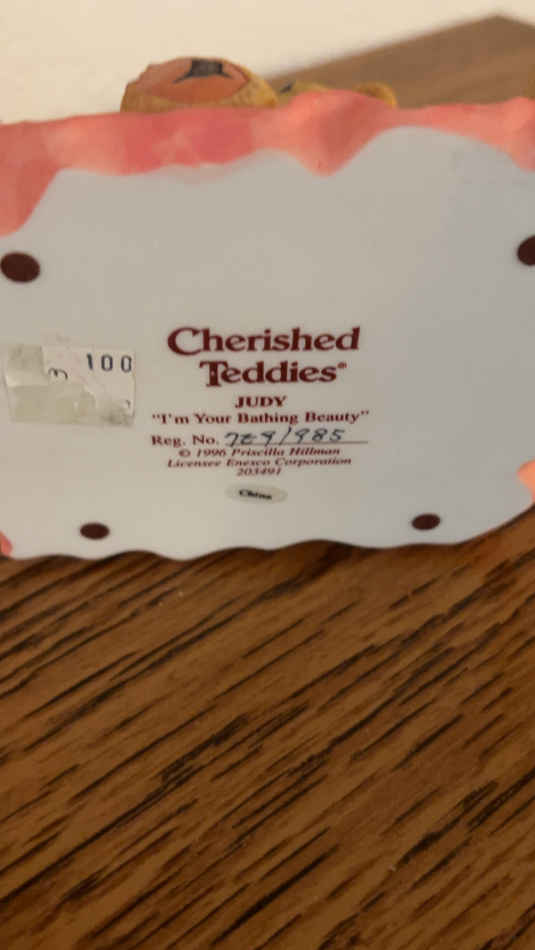 Cherished
Teddies®
JUDY
"I'm Your Bathing Beauty"
Reg. No. 7E9/985
© 1996 Priscilla Hillman
Licensee Enesco Corporation
203491
China
100